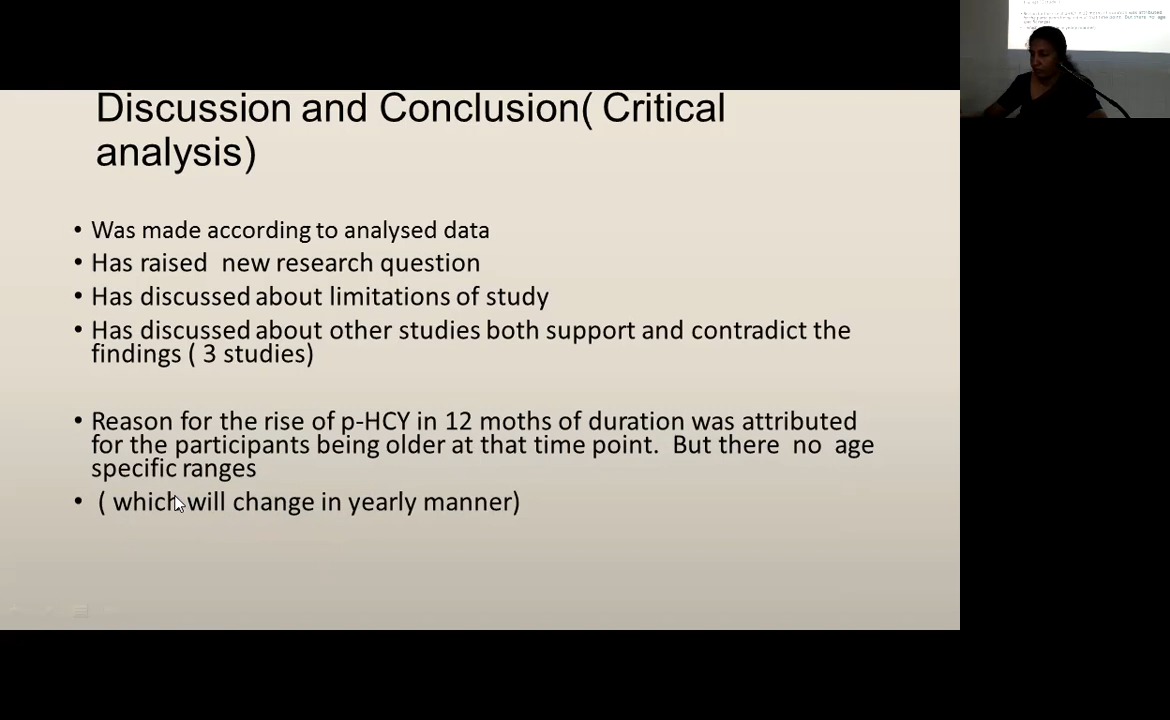 Discussion and Conclusion( Critical
analysis)
• Was made according to analysed data
• Has raised new research question
• Has discussed about limitations of study
• Has discussed about other studies both support and contradict the
findings ( 3 studies)
• Reason for the rise of p-HCY in 12 moths of duration was attributed
for the participants being older at that time point. But there no age
specific ranges
• ( which will change in yearly manner)